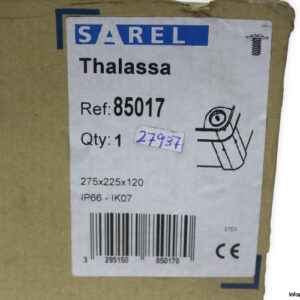 SAREL
Thalassa
Ref: 85017
Qty: 1 27937
275x225x120
IP66 - IK07
CE
3 295150 850170